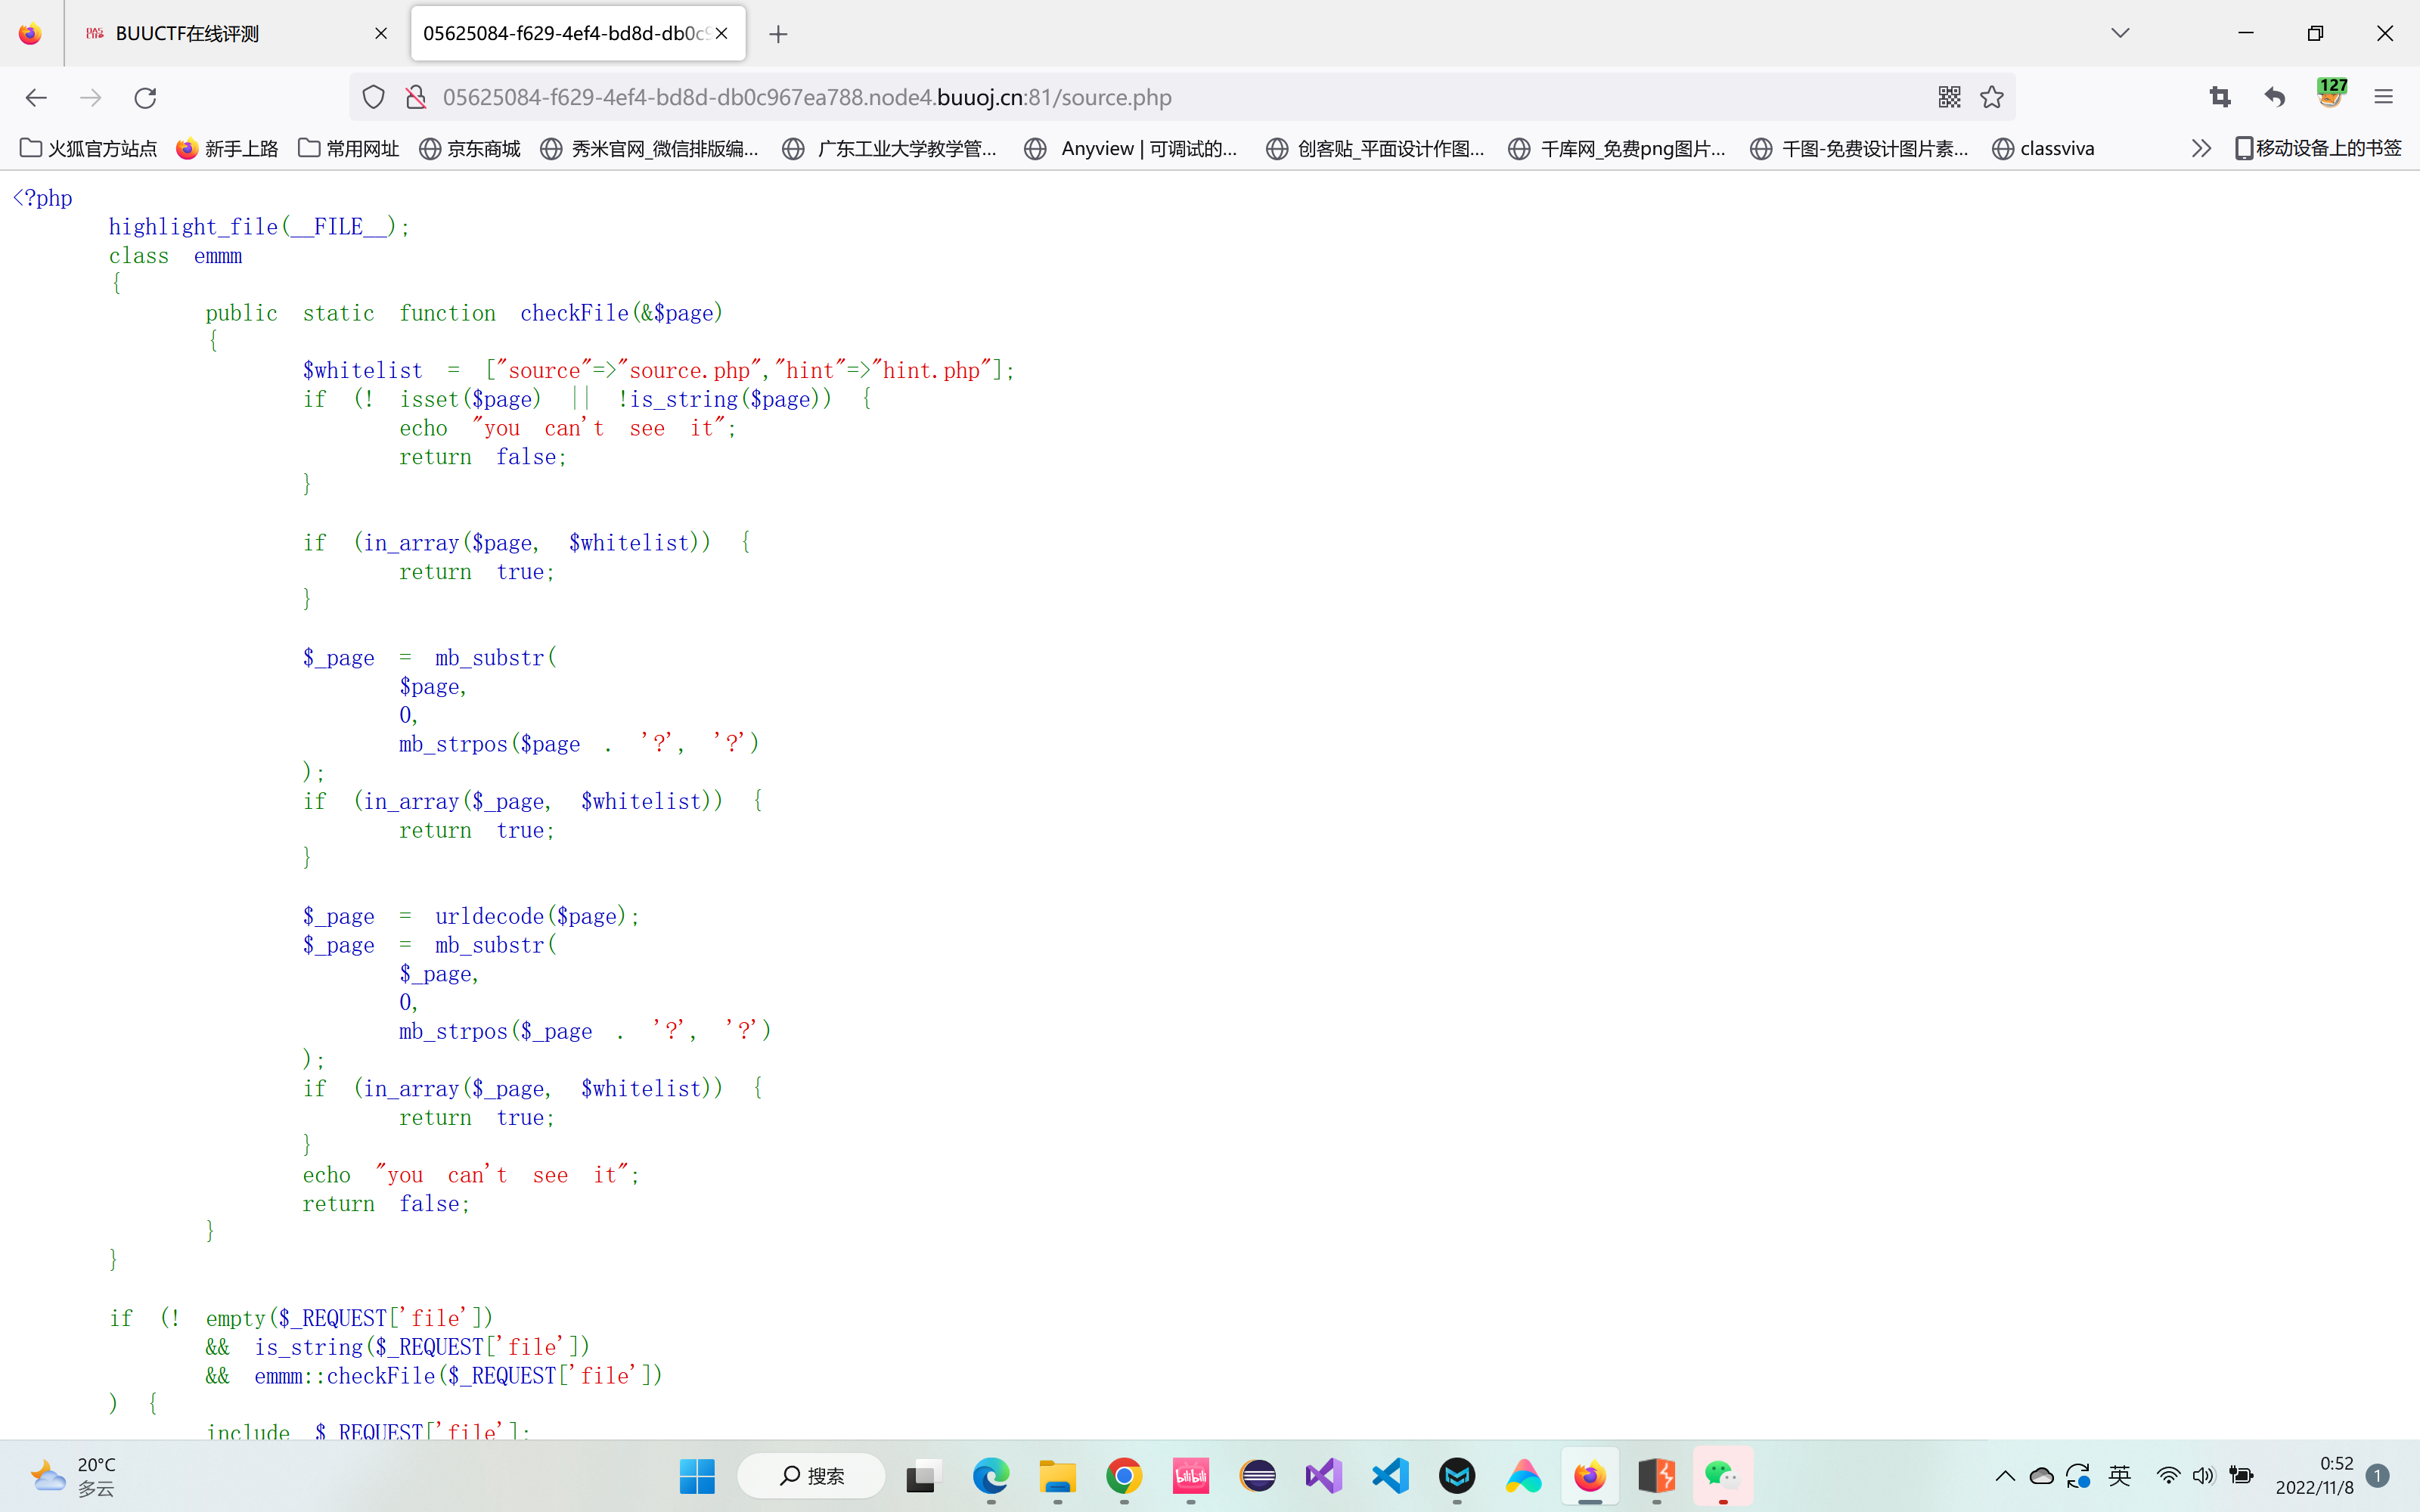 BUUCTF在线评测
05625084-f629-4ef4-bd8d-db0c9
05625084-f629-4ef4-bd8d-db0c967ea788.node4.buuoj.cn:81/source.php
127
火狐官方站点 新手上路 常用网址 京东商城 秀米官网_微信排版编... 广东工业大学教学管... Anyview | 可调试的... 创客贴_平面设计作图... 千库网_免费png图片... 千图-免费设计图片素... classviva 移动设备上的书签
<?php
highlight_file(__FILE__);
class emmm
{
public static function checkFile(&$page)
{
$whitelist = ["source"=>"source.php","hint"=>"hint.php"];
if (! isset($page) || !is_string($page)) {
echo "you can't see it";
return false;
}
if (in_array($page, $whitelist)) {
return true;
}
$_page = mb_substr(
$page,
0,
mb_strpos($page . '?', '?')
);
if (in_array($_page, $whitelist)) {
return true;
}
$_page = urldecode($page);
$_page = mb_substr(
$_page,
0,
mb_strpos($_page . '?', '?')
);
if (in_array($_page, $whitelist)) {
return true;
}
echo "you can't see it";
return false;
}
}
if (! empty($_REQUEST['file'])
&& is_string($_REQUEST['file'])
&& emmm::checkFile($_REQUEST['file'])
) {
include $_REQUEST['file'];
20°C
多云
搜索
bilibili
英
0:52
2022/11/8
1